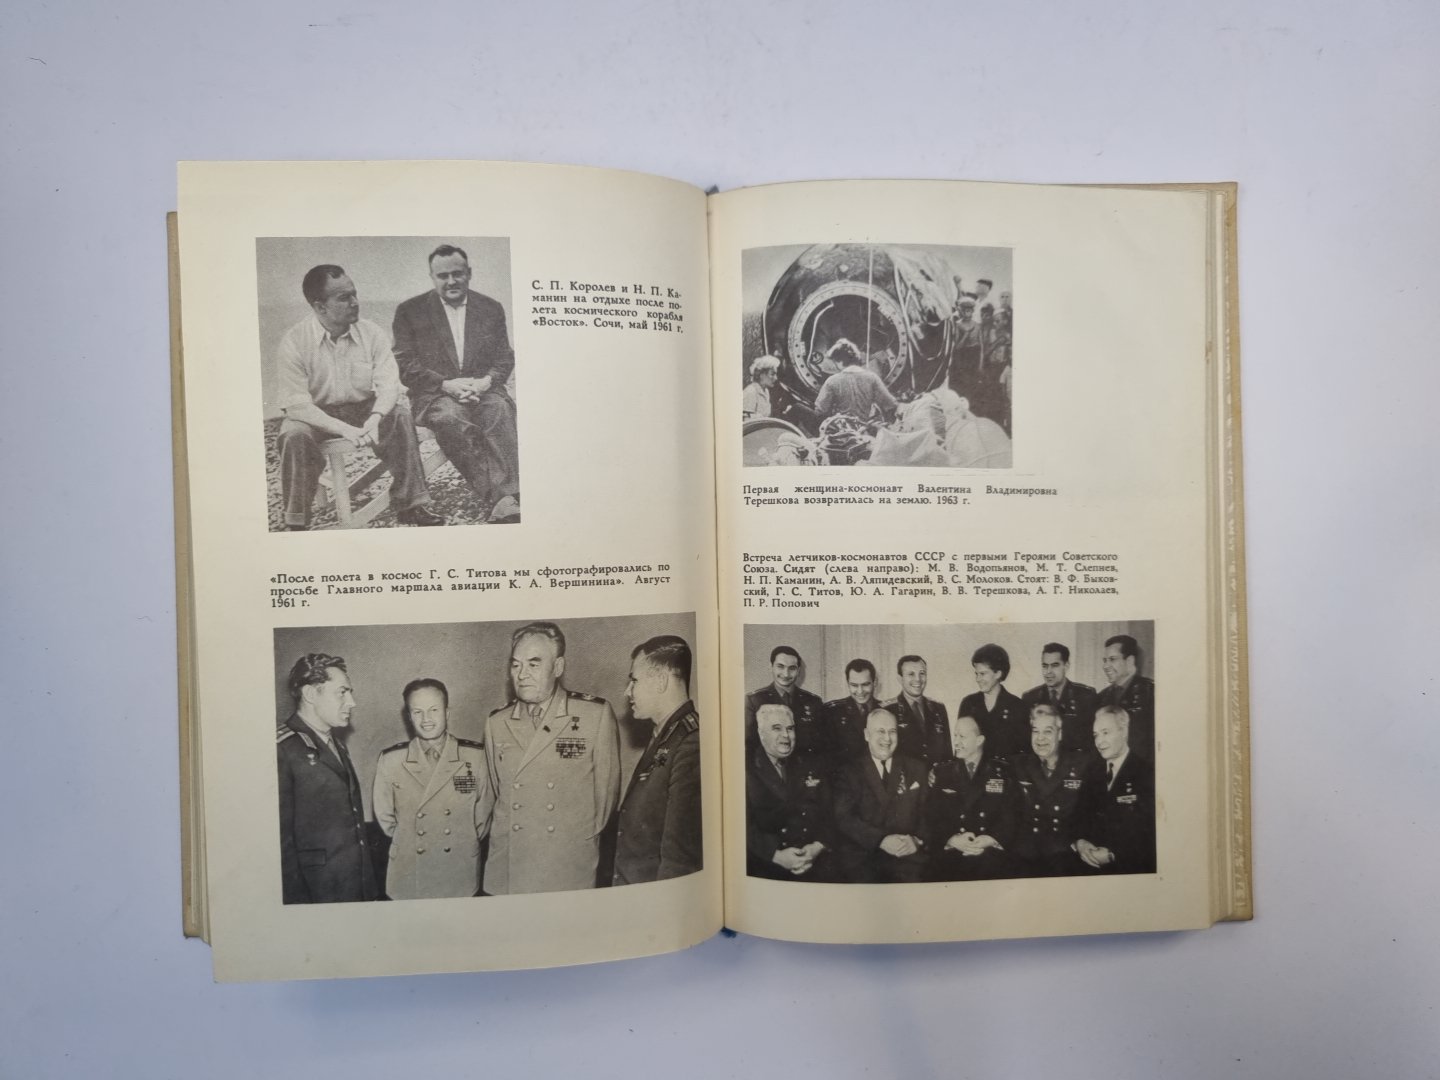 С. П. Королев и Н. П. Ка-
манин на отдыхе после по-
лета космического корабля
«Восток». Сочи, май 1961 г.
«После полета в космос Г. С. Титова мы сфотографировались по
просьбе Главного маршала авиации К. А. Вершинина». Август
1961 г.
Первая женщина-космонавт Валентина Владимировна
Терешкова возвратилась на землю. 1963 г.
Встреча летчиков-космонавтов СССР с первыми Героями Советского
Союза. Сидят (слева направо): М. В. Водопьянов, М. Т. Слепнев,
Н. П. Каманин, А. В. Ляпидевский, В. С. Молоков. Стоят: В. Ф. Быков-
ский, Г. С. Титов, Ю. А. Гагарин, В. В. Терешкова, А. Г. Николаев,
П. Р. Попович